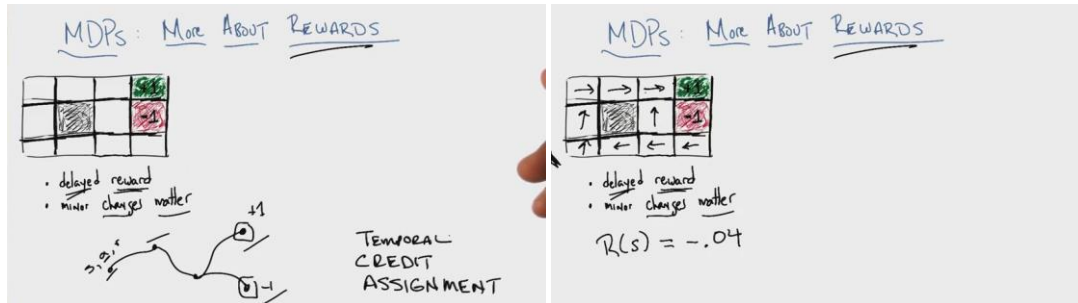 MDPs: More About Rewards
+1
-1
• delayed reward
• minor changes matter
+1
-1
TEMPORAL
CREDIT
ASSIGNMENT
MDPs: More About Rewards
→ → → +1
↑ ↑ -1
↑ ← ← ←
• delayed reward
• minor changes matter
R(s) = -.04